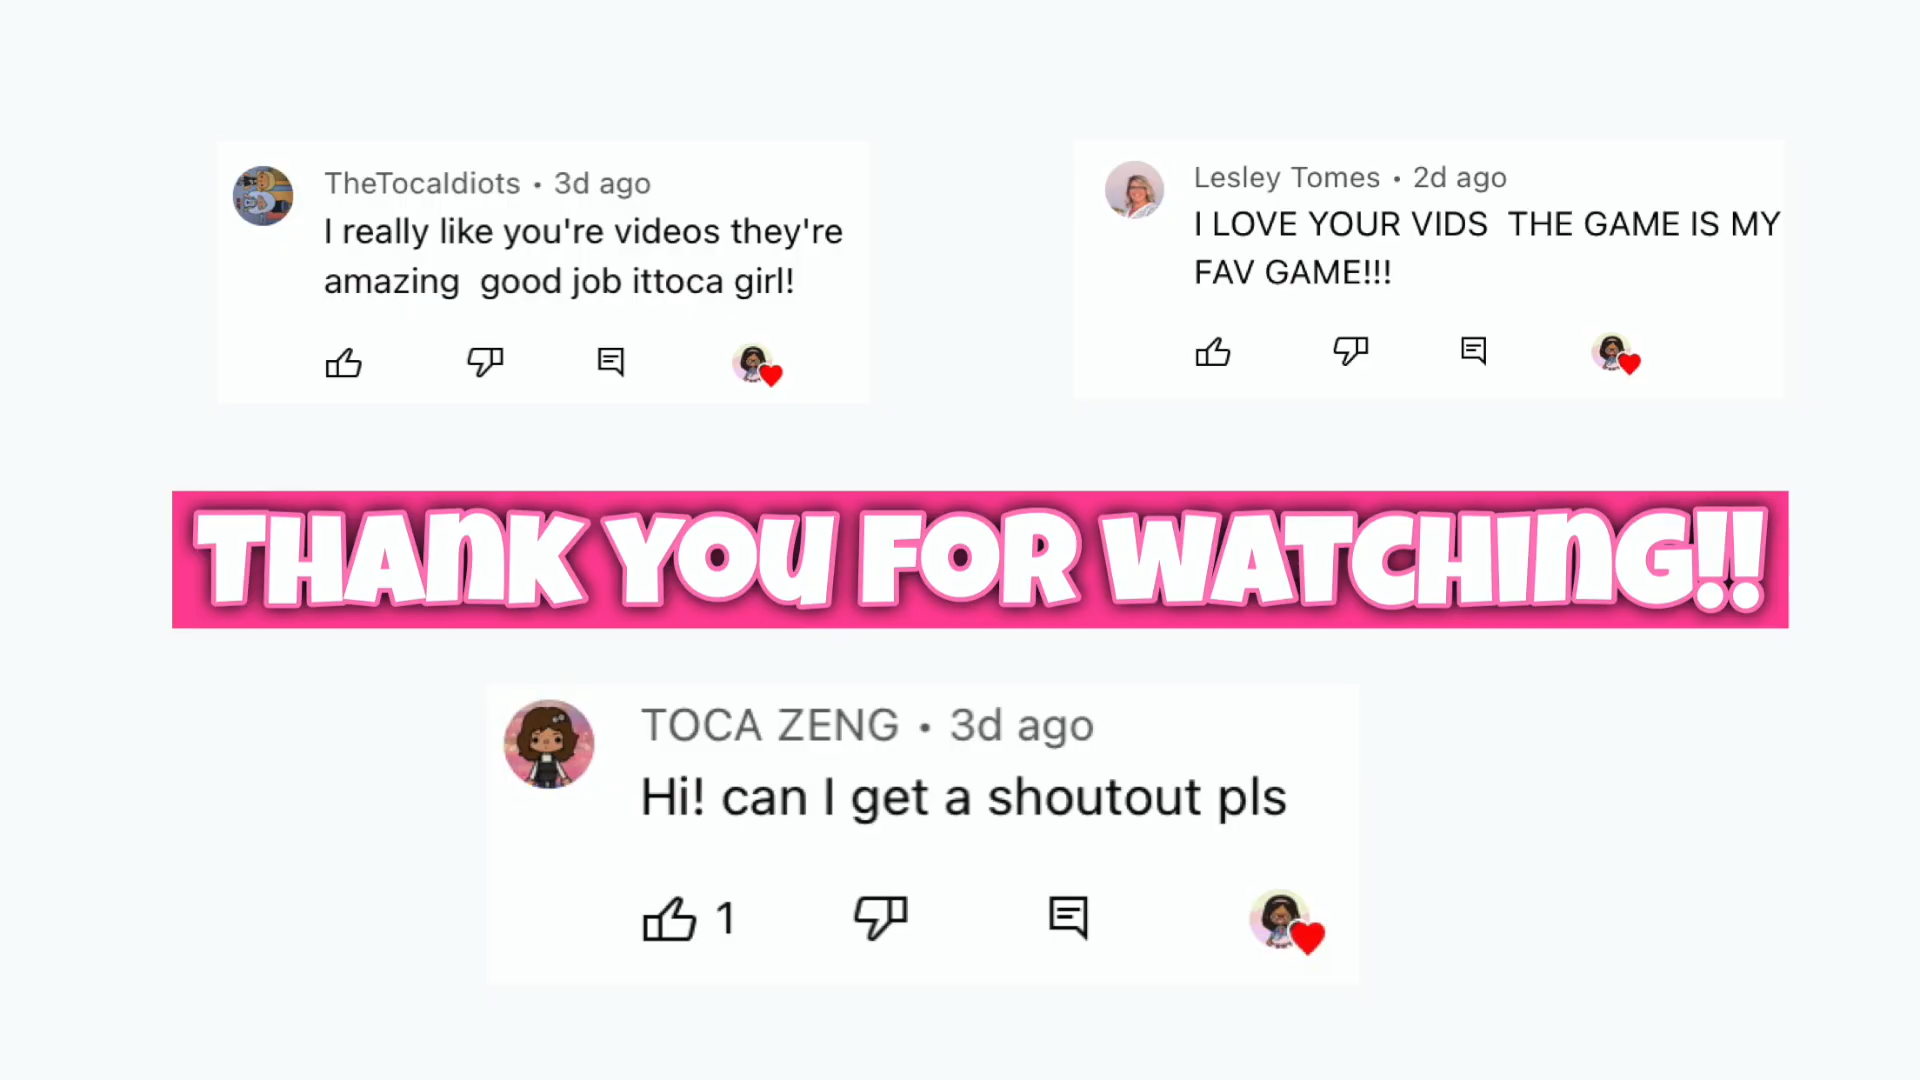 TheTocaIdiots • 3d ago
I really like you're videos they're
amazing  good job ittoca girl!
Lesley Tomes • 2d ago
I LOVE YOUR VIDS  THE GAME IS MY
FAV GAME!!!
THANK YOU FOR WATCHING!!
TOCA ZENG • 3d ago
Hi! can I get a shoutout pls
1